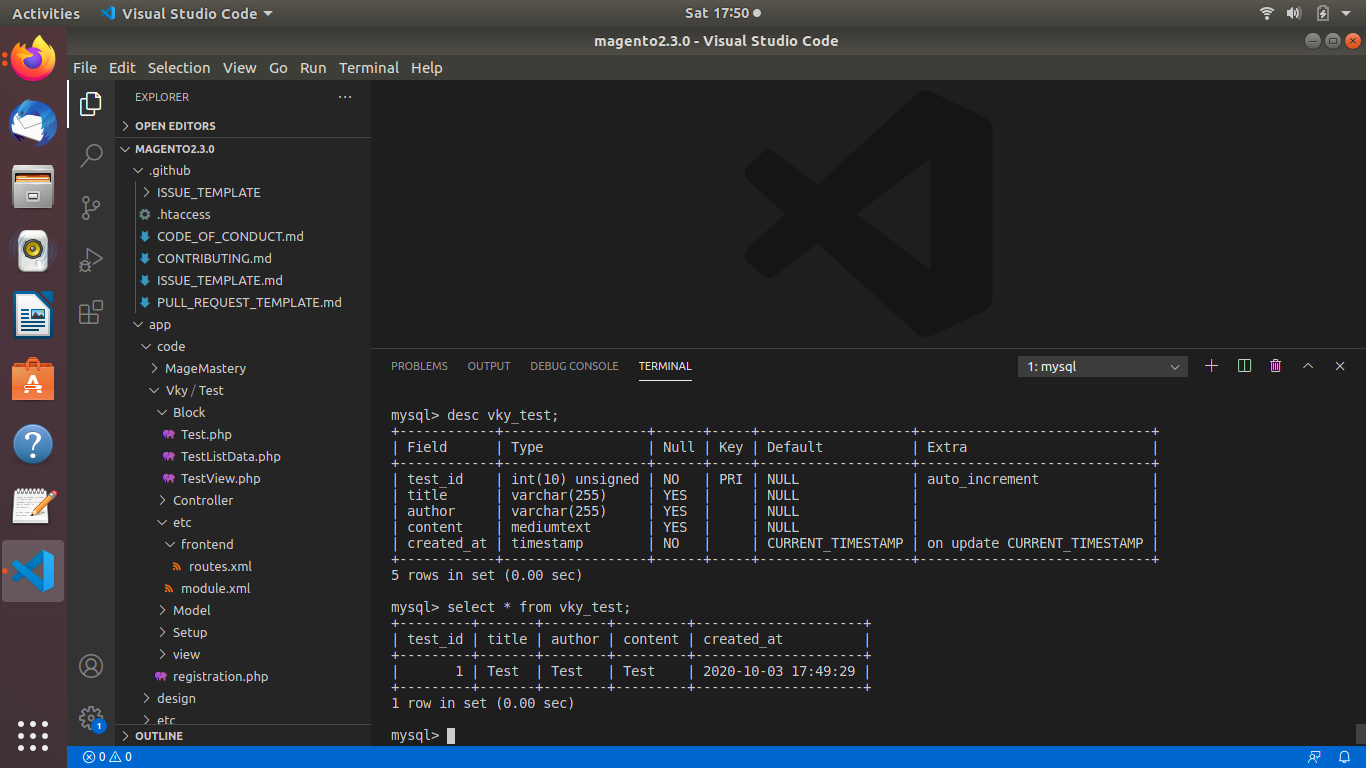 Activities Visual Studio Code Sat 17:50
magento2.3.0 - Visual Studio Code
File Edit Selection View Go Run Terminal Help
EXPLORER
OPEN EDITORS
MAGENTO2.3.0
.github
ISSUE_TEMPLATE
.htaccess
CODE_OF_CONDUCT.md
CONTRIBUTING.md
ISSUE_TEMPLATE.md
PULL_REQUEST_TEMPLATE.md
app
code
MageMastery
Vky / Test
Block
Test.php
TestListData.php
TestView.php
Controller
etc
frontend
routes.xml
module.xml
Model
Setup
view
registration.php
design
etc
OUTLINE
1
PROBLEMS OUTPUT DEBUG CONSOLE TERMINAL 1: mysql
mysql> desc vky_test;
+------------+------------------+------+-----+-------------------+-----------------------------+
| Field      | Type             | Null | Key | Default           | Extra                       |
+------------+------------------+------+-----+-------------------+-----------------------------+
| test_id    | int(10) unsigned | NO   | PRI | NULL              | auto_increment              |
| title      | varchar(255)     | YES  |     | NULL              |                             |
| author     | varchar(255)     | YES  |     | NULL              |                             |
| content    | mediumtext       | YES  |     | NULL              |                             |
| created_at | timestamp        | NO   |     | CURRENT_TIMESTAMP | on update CURRENT_TIMESTAMP |
+------------+------------------+------+-----+-------------------+-----------------------------+
5 rows in set (0.00 sec)
mysql> select * from vky_test;
+---------+-------+--------+---------+---------------------+
| test_id | title | author | content | created_at          |
+---------+-------+--------+---------+---------------------+
|       1 | Test  | Test   | Test    | 2020-10-03 17:49:29 |
+---------+-------+--------+---------+---------------------+
1 row in set (0.00 sec)
mysql>
0 0